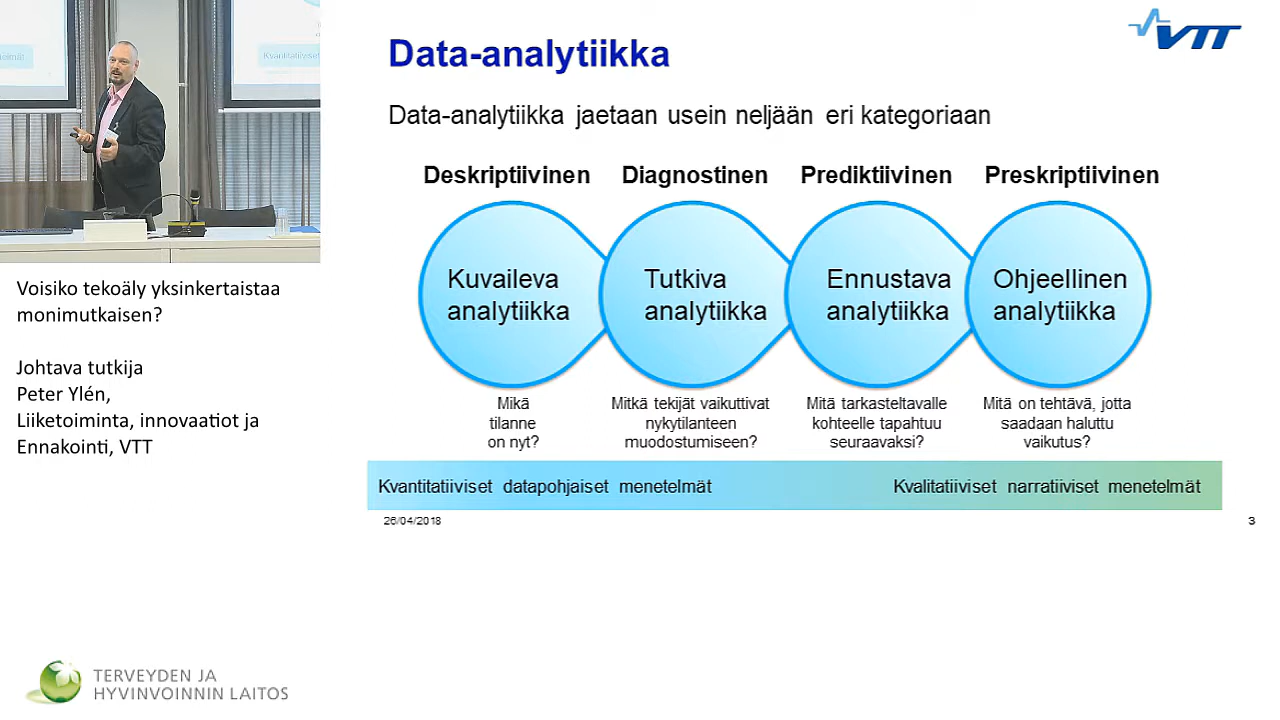 Kvantitatiiviset
VTT
Data-analytiikka
Data-analytiikka jaetaan usein neljään eri kategoriaan
Deskriptiivinen
Diagnostinen
Prediktiivinen
Preskriptiivinen
Kuvaileva
analytiikka
Tutkiva
analytiikka
Ennustava
analytiikka
Ohjeellinen
analytiikka
Mikä
tilanne
on nyt?
Mitkä tekijät vaikuttivat
nykytilanteen
muodostumiseen?
Mitä tarkasteltavalle
kohteelle tapahtuu
seuraavaksi?
Mitä on tehtävä, jotta
saadaan haluttu
vaikutus?
Kvantitatiiviset datapohjaiset menetelmät
Kvalitatiiviset narratiiviset menetelmät
26/04/2018
3
Voisiko tekoäly yksinkertaistaa
monimutkaisen?
Johtava tutkija
Peter Ylén,
Liiketoiminta, innovaatiot ja
Ennakointi, VTT
TERVEYDEN JA
HYVINVOINNIN LAITOS